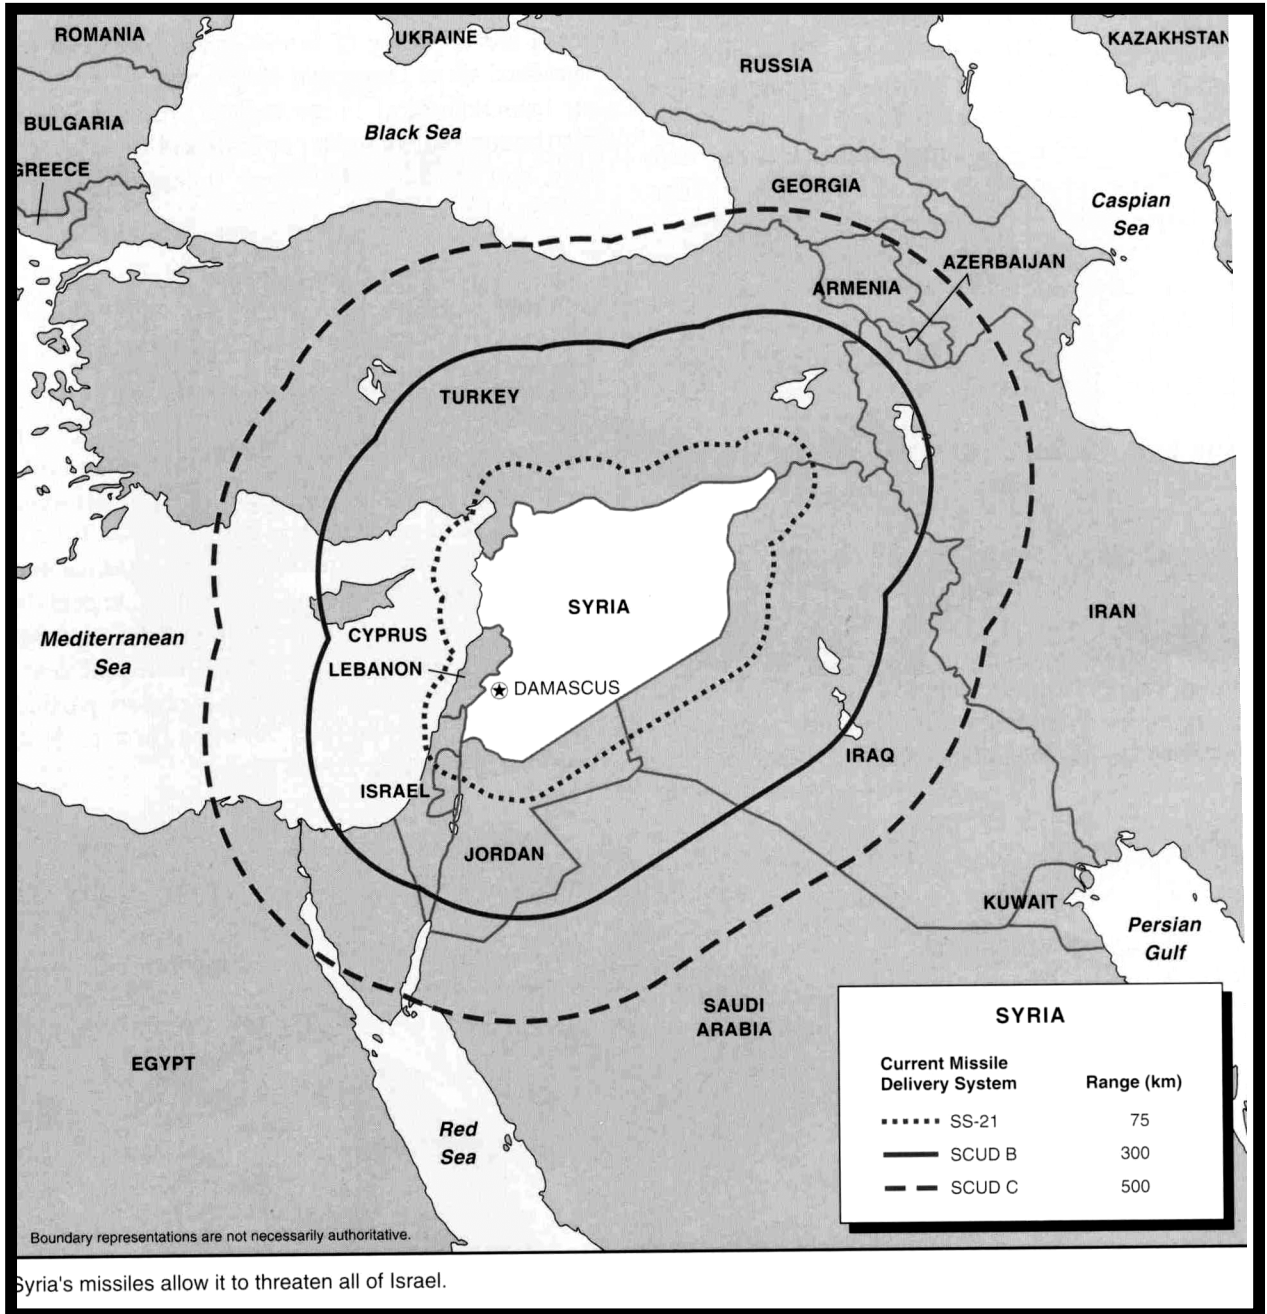 ROMANIA
UKRAINE
RUSSIA
KAZAKHSTAN
BULGARIA
Black Sea
GREECE
GEORGIA
Caspian
Sea
AZERBAIJAN
ARMENIA
TURKEY
SYRIA
IRAN
Mediterranean
Sea
CYPRUS
LEBANON
DAMASCUS
IRAQ
ISRAEL
JORDAN
KUWAIT
Persian
Gulf
SAUDI
ARABIA
EGYPT
Red
Sea
SYRIA
Current Missile
Delivery System Range (km)
SS-21 75
SCUD B 300
SCUD C 500
Boundary representations are not necessarily authoritative.
Syria's missiles allow it to threaten all of Israel.